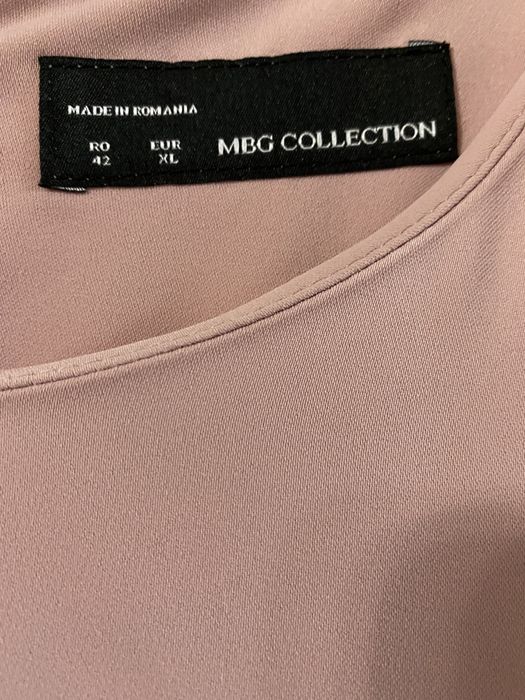 MADE IN ROMANIA
RO EUR
42 XL
MBG COLLECTION